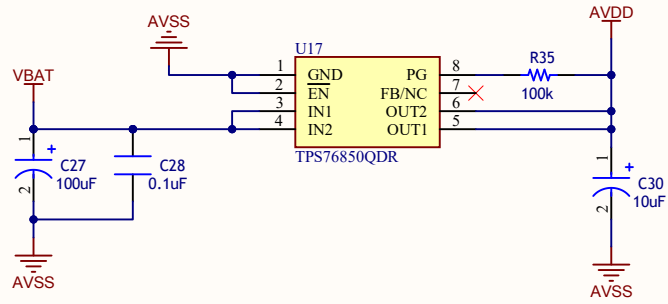 AVSS
AVDD
U17
VBAT
1 GND PG 8
2 EN FB/NC 7
3 IN1 OUT2 6
4 IN2 OUT1 5
TPS76850QDR
R35
100k
1
C27
100uF
2
C28
0.1uF
1
C30
10uF
2
AVSS
AVSS